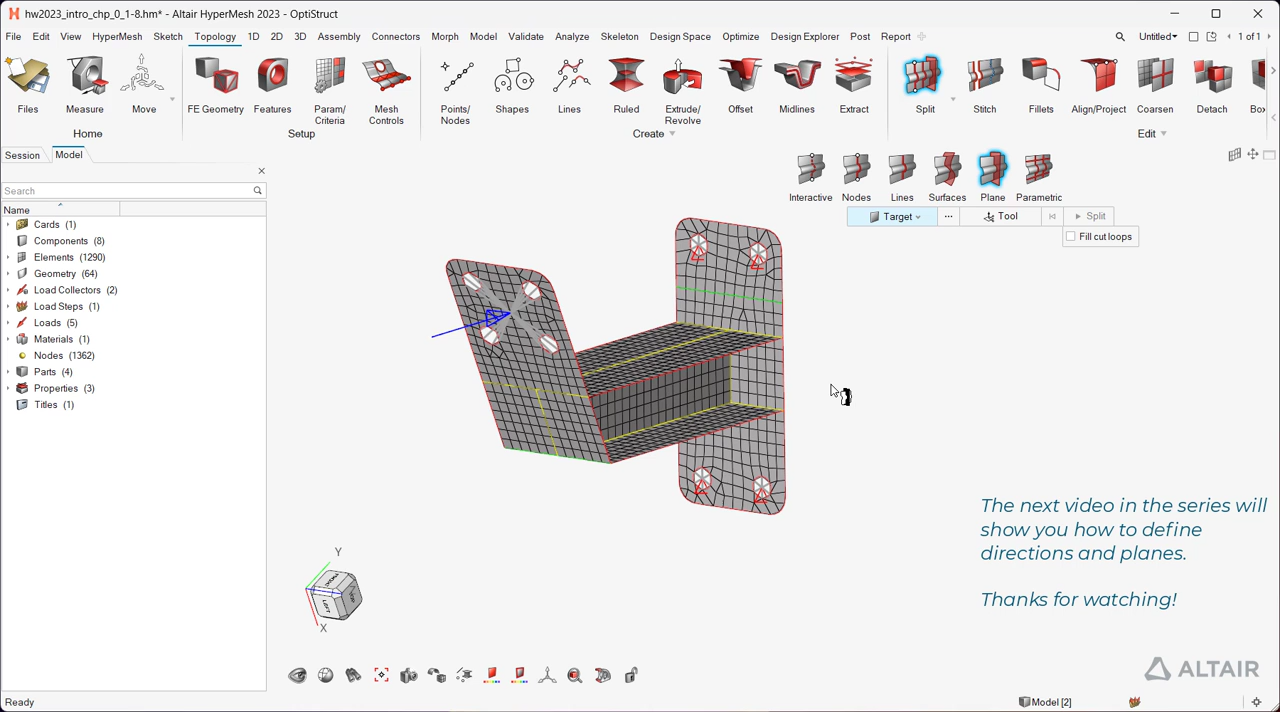 hw2023_intro_chp_0_1-8.hm* - Altair HyperMesh 2023 - OptiStruct
File Edit View HyperMesh Sketch Topology 1D 2D 3D Assembly Connectors Morph Model Validate Analyze Skeleton Design Space Optimize Design Explorer Post Report Untitled 1 of 1
Files Measure Move FE Geometry Features Param/ Criteria Mesh Controls Points/ Nodes Shapes Lines Ruled Extrude/ Revolve Offset Midlines Extract Split Stitch Fillets Align/Project Coarsen Detach
Home Setup Create Edit
Session Model
Interactive Nodes Lines Surfaces Plane Parametric
Search
Target ... Tool Split
Name
Fill cut loops
Cards (1)
Components (8)
Elements (1290)
Geometry (64)
Load Collectors (2)
Load Steps (1)
Loads (5)
Materials (1)
Nodes (1362)
Parts (4)
Properties (3)
Titles (1)
The next video in the series will
show you how to define
directions and planes.
Thanks for watching!
Y
LEFT
X
ALTAIR
Ready
Model [2]